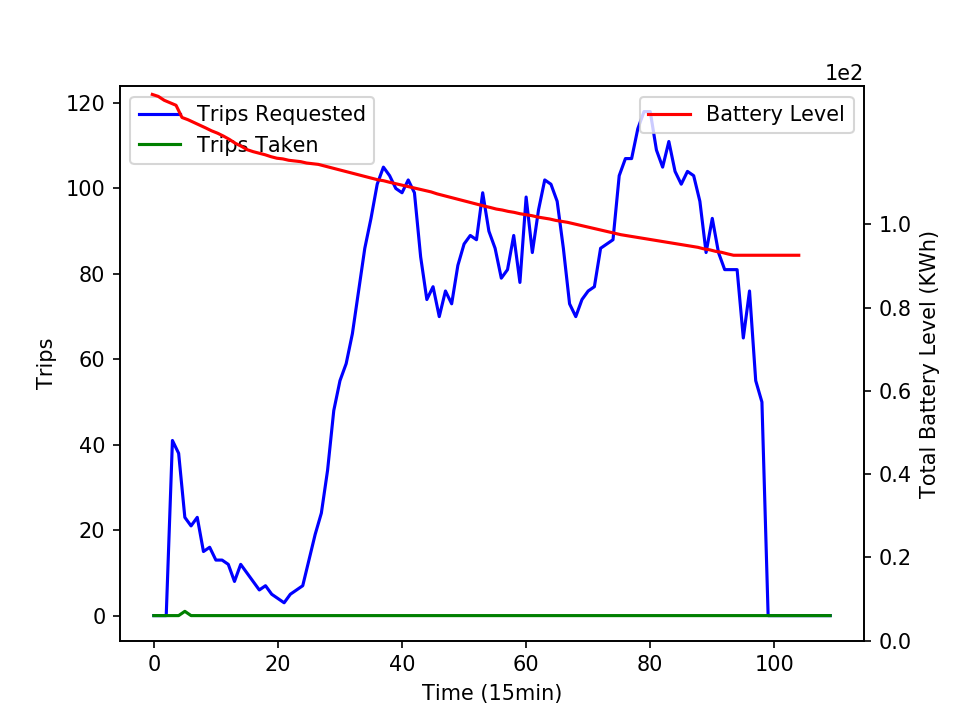 1e2
Trips Requested
Trips Taken
Battery Level
120
100
80
60
40
20
0
Trips
1.0
0.8
0.6
0.4
0.2
0.0
Total Battery Level (KWh)
0 20 40 60 80 100
Time (15min)